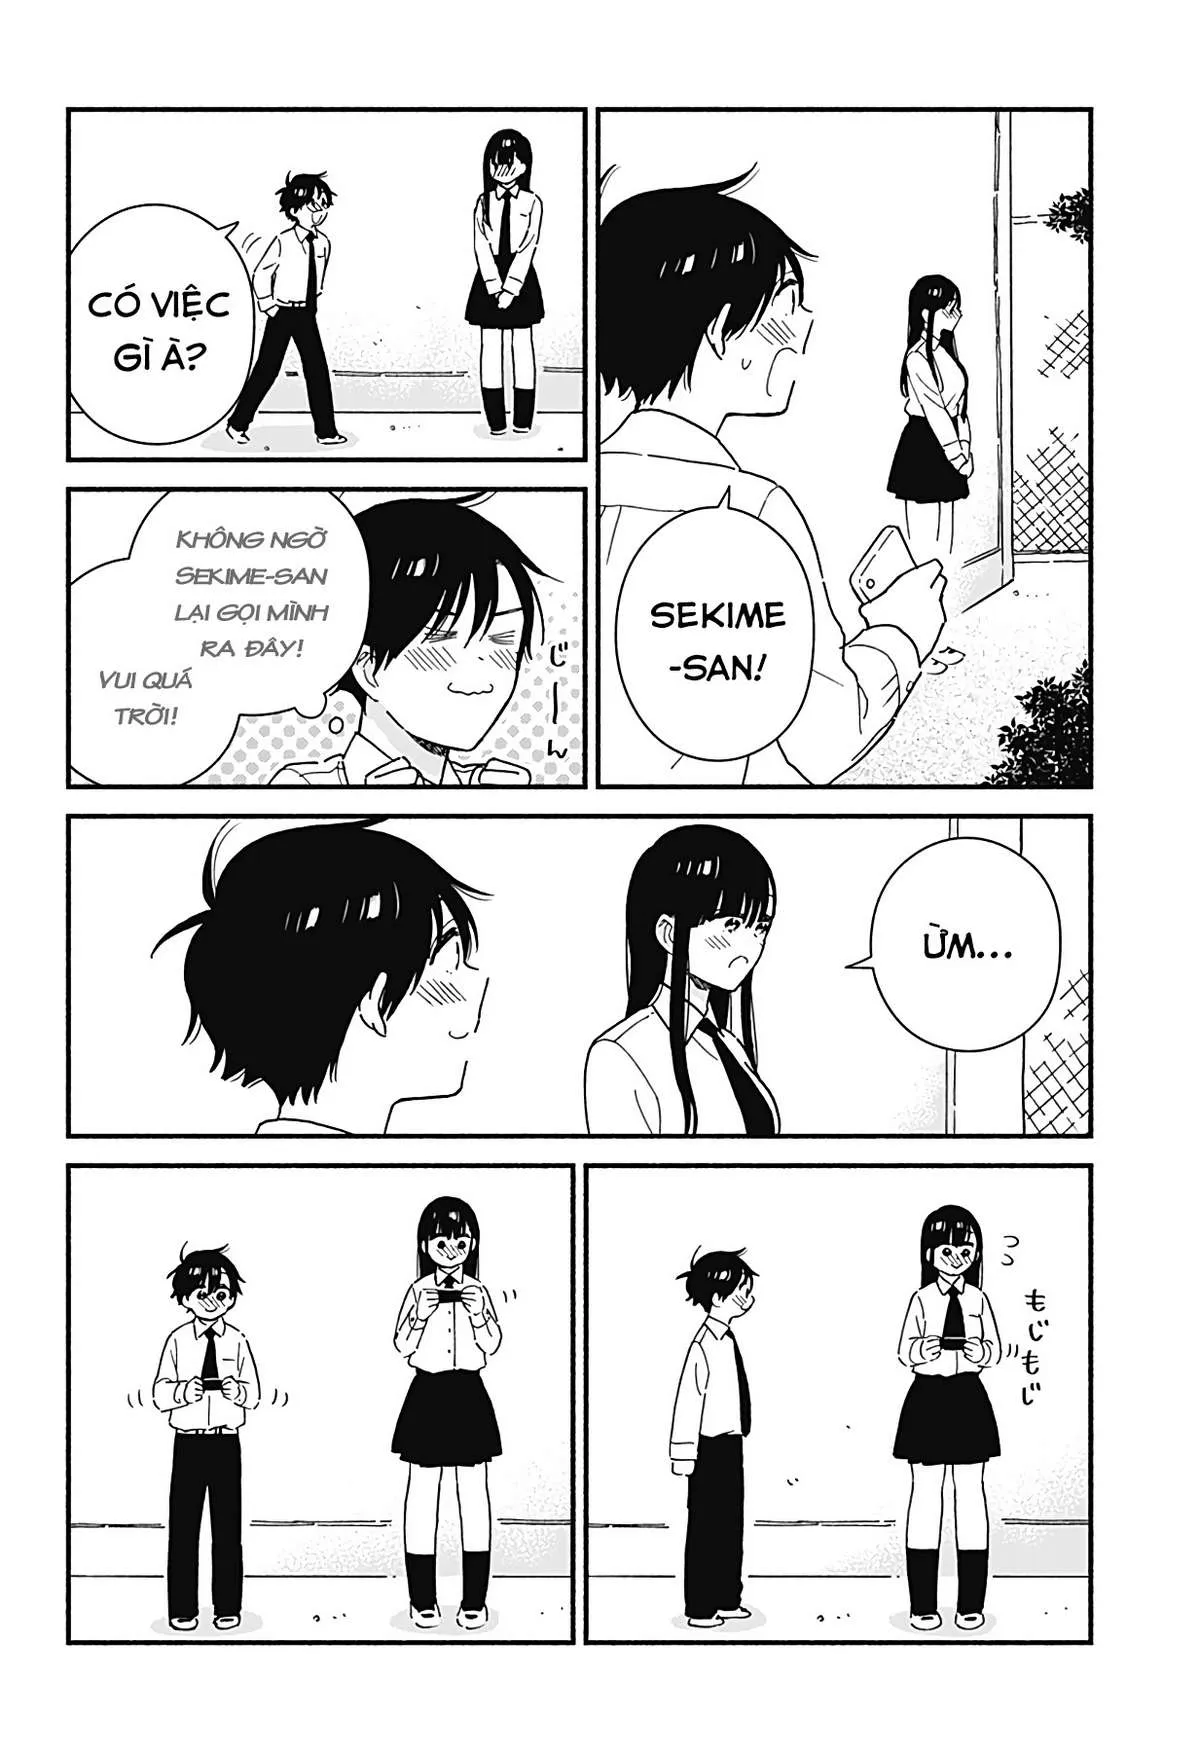 SEKIME
-SAN!
CÓ VIỆC
GÌ À?
KHÔNG NGỜ
SEKIME-SAN
LẠI GỌI MÌNH
RA ĐÂY!
VUI QUÁ
TRỜI!
じーん
ỪM...
もじもじ